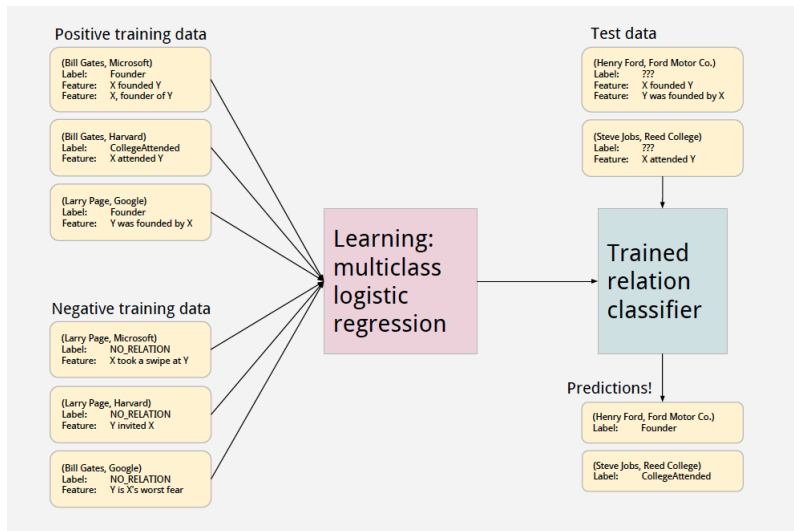 Positive training data
(Bill Gates, Microsoft)
Label: Founder
Feature: X founded Y
Feature: X, founder of Y
(Bill Gates, Harvard)
Label: CollegeAttended
Feature: X attended Y
(Larry Page, Google)
Label: Founder
Feature: Y was founded by X
Negative training data
(Larry Page, Microsoft)
Label: NO_RELATION
Feature: X took a swipe at Y
(Larry Page, Harvard)
Label: NO_RELATION
Feature: Y invited X
(Bill Gates, Google)
Label: NO_RELATION
Feature: Y is X's worst fear
Learning:
multiclass
logistic
regression
Test data
(Henry Ford, Ford Motor Co.)
Label: ???
Feature: X founded Y
Feature: Y was founded by X
(Steve Jobs, Reed College)
Label: ???
Feature: X attended Y
Trained
relation
classifier
Predictions!
(Henry Ford, Ford Motor Co.)
Label: Founder
(Steve Jobs, Reed College)
Label: CollegeAttended